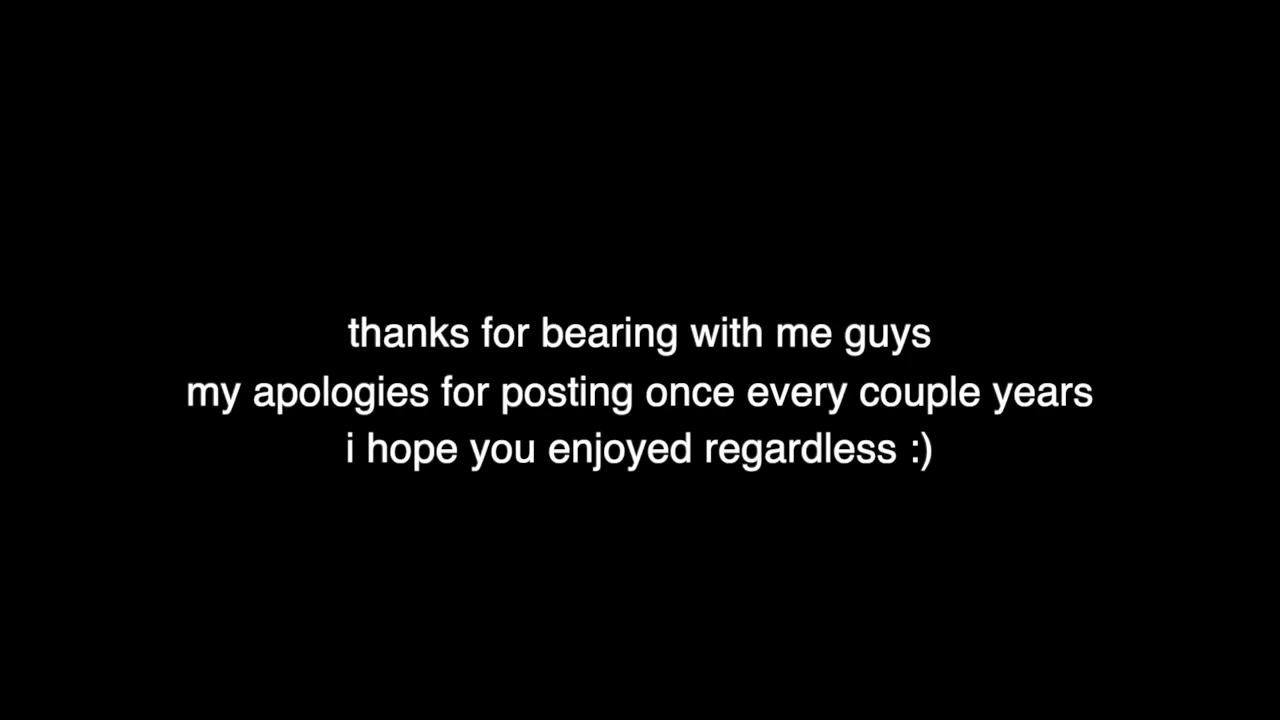 thanks for bearing with me guys
my apologies for posting once every couple years
i hope you enjoyed regardless :)